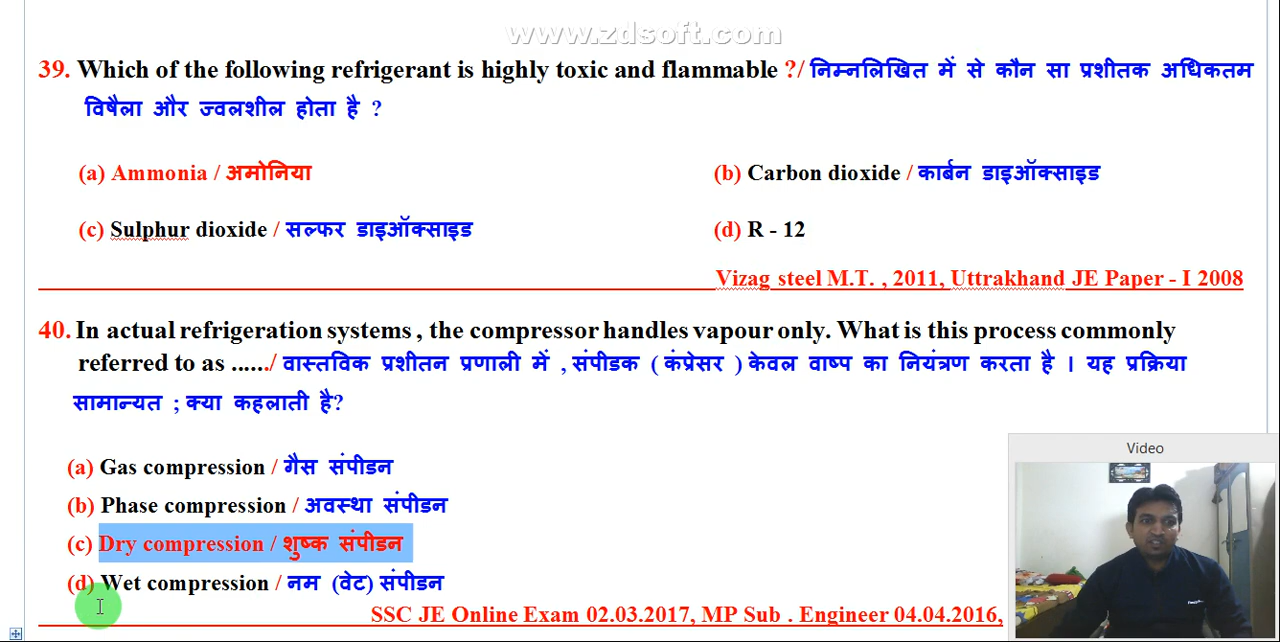 www.zdsoft.com
39. Which of the following refrigerant is highly toxic and flammable ?/ निम्नलिखित में से कौन सा प्रशीतक अधिकतम
विषैला और ज्वलशील होता है ?
(a) Ammonia / अमोनिया (b) Carbon dioxide / कार्बन डाइऑक्साइड
(c) Sulphur dioxide / सल्फर डाइऑक्साइड (d) R - 12
Vizag steel M.T. , 2011, Uttrakhand JE Paper - I 2008
40. In actual refrigeration systems , the compressor handles vapour only. What is this process commonly
referred to as ....../ वास्तविक प्रशीतन प्रणाली में , संपीडक ( कंप्रेसर ) केवल वाष्प का नियंत्रण करता है । यह प्रक्रिया
सामान्यत ; क्या कहलाती है?
(a) Gas compression / गैस संपीडन
(b) Phase compression / अवस्था संपीडन
(c) Dry compression / शुष्क संपीडन
(d) Wet compression / नम (वेट) संपीडन
SSC JE Online Exam 02.03.2017, MP Sub . Engineer 04.04.2016,
Video